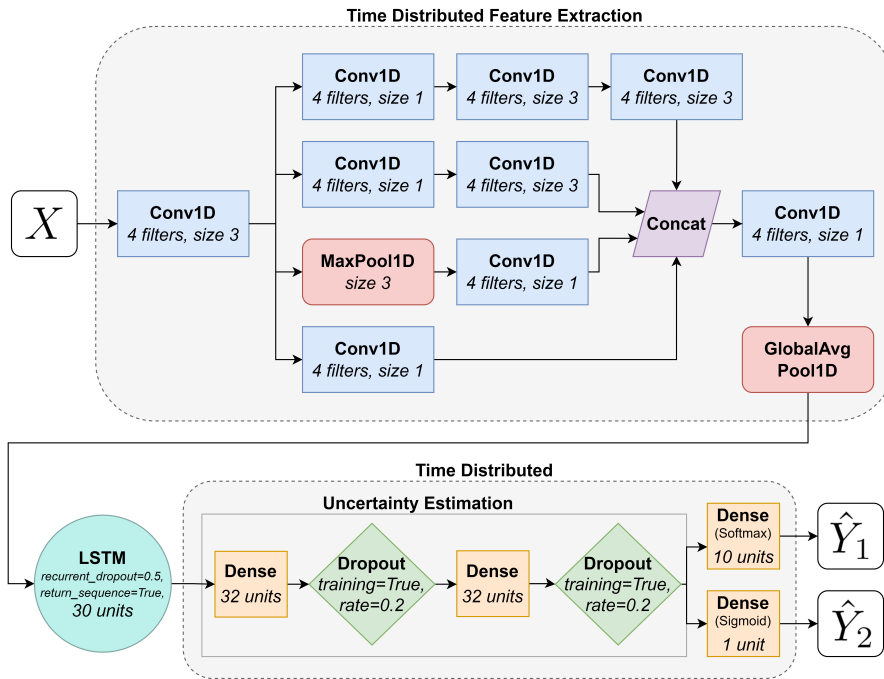 Time Distributed Feature Extraction
Conv1D
4 filters, size 1
Conv1D
4 filters, size 3
Conv1D
4 filters, size 3
Conv1D
4 filters, size 1
Conv1D
4 filters, size 3
X
Conv1D
4 filters, size 3
Concat
Conv1D
4 filters, size 1
MaxPool1D
size 3
Conv1D
4 filters, size 1
Conv1D
4 filters, size 1
GlobalAvg
Pool1D
Time Distributed
Uncertainty Estimation
LSTM
recurrent_dropout=0.5,
return_sequence=True,
30 units
Dense
32 units
Dropout
training=True,
rate=0.2
Dense
32 units
Dropout
training=True,
rate=0.2
Dense
(Softmax)
10 units
Ŷ₁
Dense
(Sigmoid)
1 unit
Ŷ₂